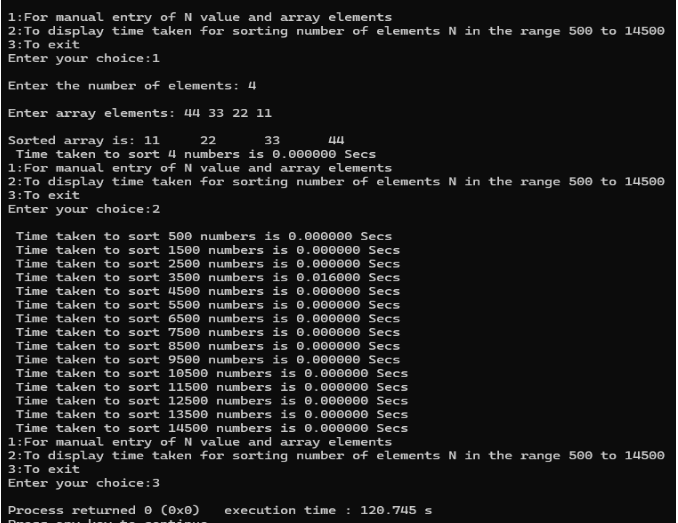 1:For manual entry of N value and array elements
2:To display time taken for sorting number of elements N in the range 500 to 14500
3:To exit
Enter your choice:1
Enter the number of elements: 4
Enter array elements: 44 33 22 11
Sorted array is: 11 22 33 44
Time taken to sort 4 numbers is 0.000000 Secs
1:For manual entry of N value and array elements
2:To display time taken for sorting number of elements N in the range 500 to 14500
3:To exit
Enter your choice:2
Time taken to sort 500 numbers is 0.000000 Secs
Time taken to sort 1500 numbers is 0.000000 Secs
Time taken to sort 2500 numbers is 0.000000 Secs
Time taken to sort 3500 numbers is 0.016000 Secs
Time taken to sort 4500 numbers is 0.000000 Secs
Time taken to sort 5500 numbers is 0.000000 Secs
Time taken to sort 6500 numbers is 0.000000 Secs
Time taken to sort 7500 numbers is 0.000000 Secs
Time taken to sort 8500 numbers is 0.000000 Secs
Time taken to sort 9500 numbers is 0.000000 Secs
Time taken to sort 10500 numbers is 0.000000 Secs
Time taken to sort 11500 numbers is 0.000000 Secs
Time taken to sort 12500 numbers is 0.000000 Secs
Time taken to sort 13500 numbers is 0.000000 Secs
Time taken to sort 14500 numbers is 0.000000 Secs
1:For manual entry of N value and array elements
2:To display time taken for sorting number of elements N in the range 500 to 14500
3:To exit
Enter your choice:3
Process returned 0 (0x0) execution time : 120.745 s
Press any key to continue